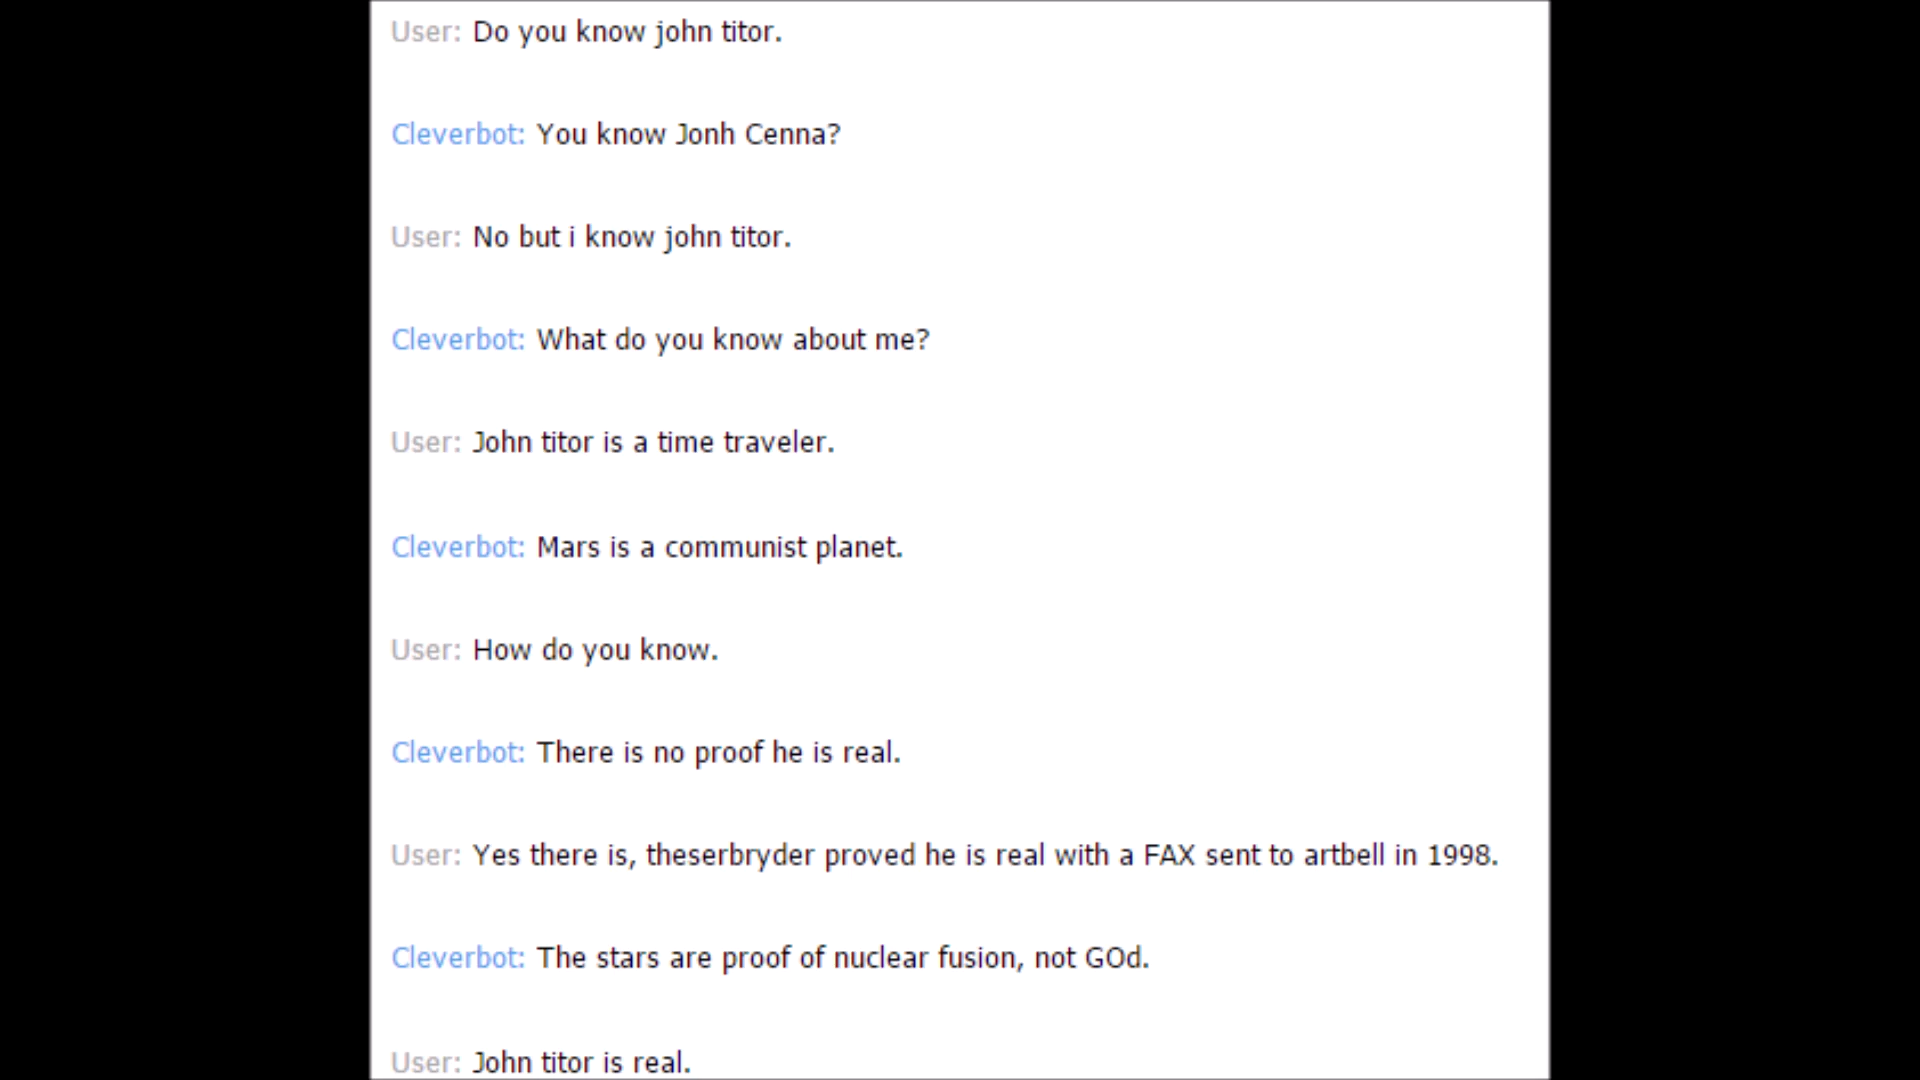 User: Do you know john titor.
Cleverbot: You know Jonh Cenna?
User: No but i know john titor.
Cleverbot: What do you know about me?
User: John titor is a time traveler.
Cleverbot: Mars is a communist planet.
User: How do you know.
Cleverbot: There is no proof he is real.
User: Yes there is, theserbryder proved he is real with a FAX sent to artbell in 1998.
Cleverbot: The stars are proof of nuclear fusion, not GOd.
User: John titor is real.